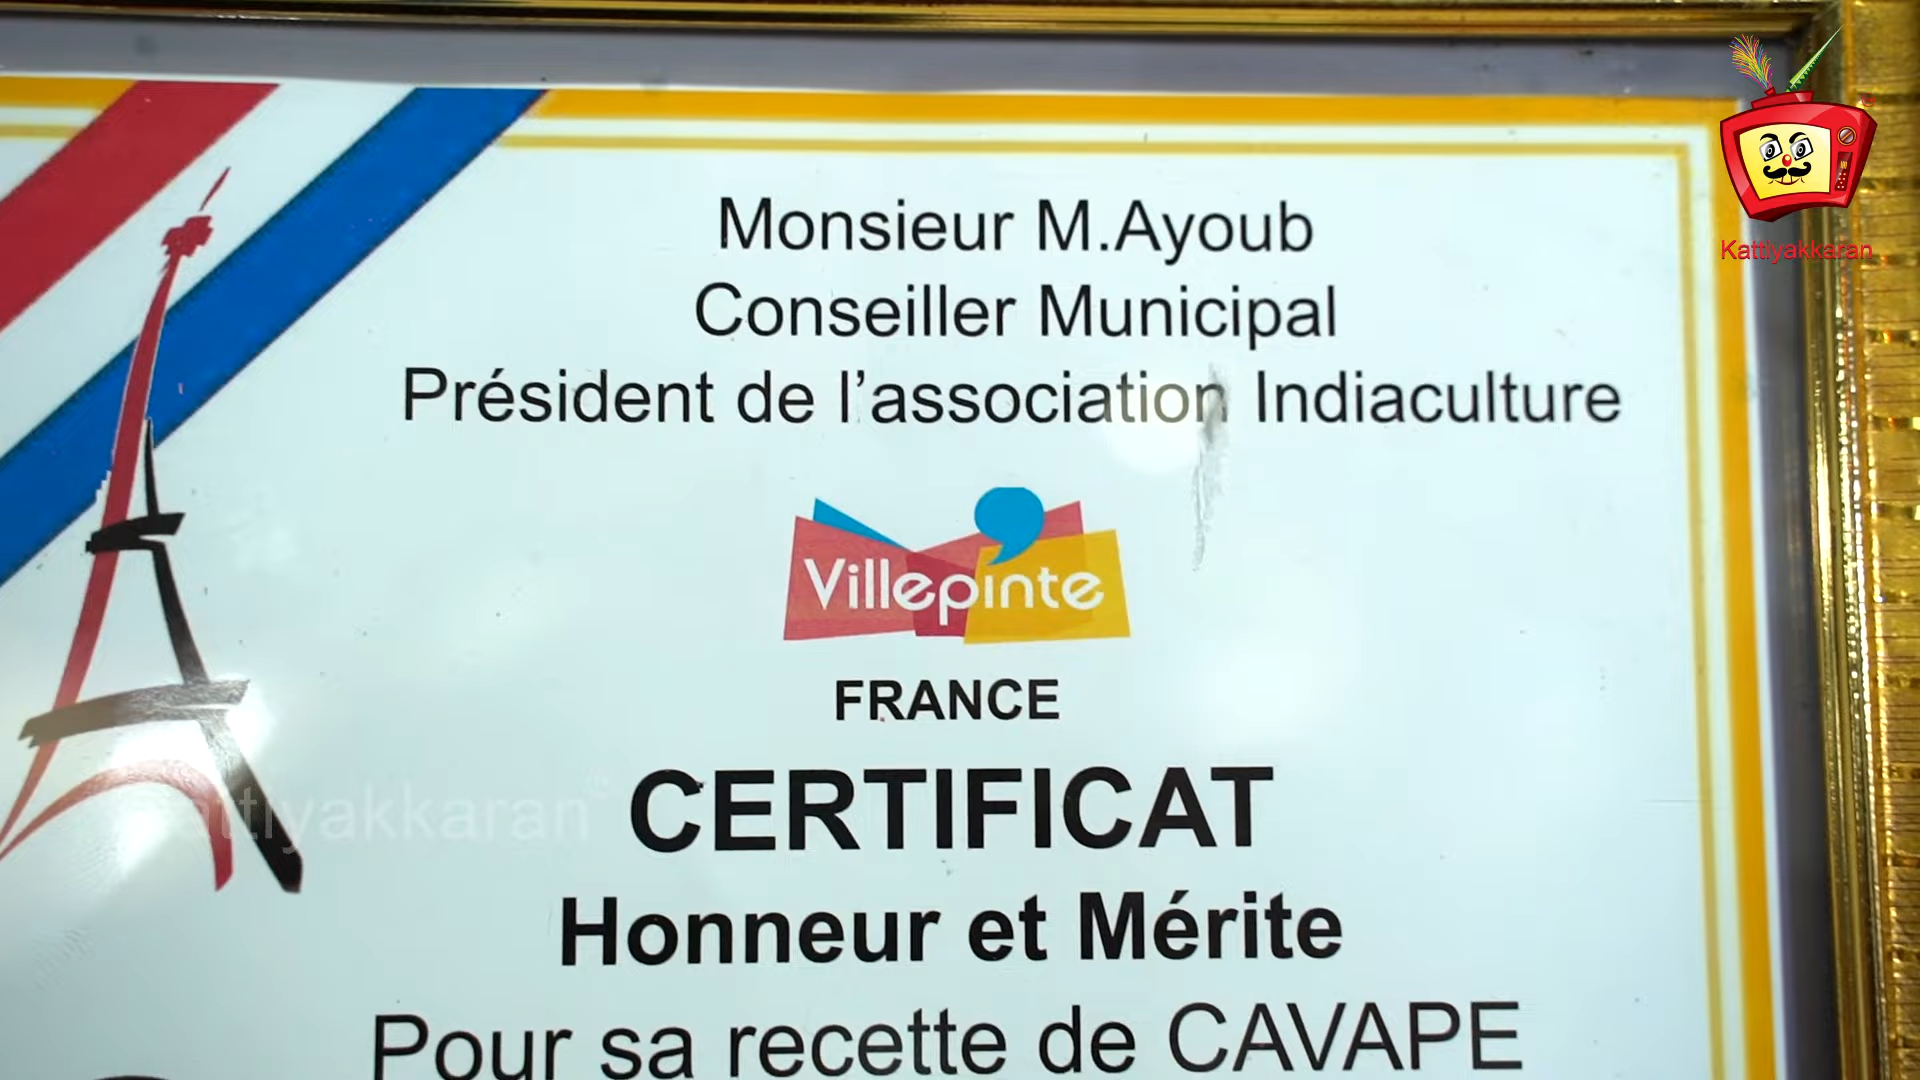 Monsieur M.Ayoub
Conseiller Municipal
Président de l’association Indiaculture
Kattiyakkaran
Villepinte
FRANCE
CERTIFICAT
Kattiyakkaran
Honneur et Mérite
Pour sa recette de CAVAPE